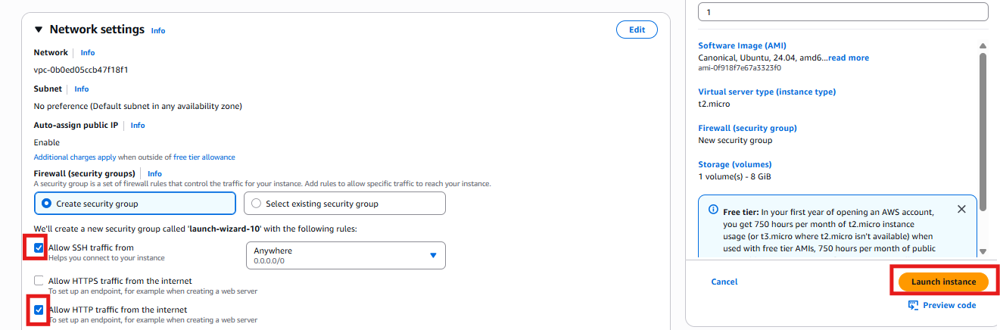 Network settings Info
Edit
Network Info
vpc-0b0ed05ccb47f18f1
Subnet Info
No preference (Default subnet in any availability zone)
Auto-assign public IP Info
Enable
Additional charges apply when outside of free tier allowance
Firewall (security groups) Info
A security group is a set of firewall rules that control the traffic for your instance. Add rules to allow specific traffic to reach your instance.
Create security group
Select existing security group
We'll create a new security group called 'launch-wizard-10' with the following rules:
Allow SSH traffic from
Helps you connect to your instance
Anywhere
0.0.0.0/0
Allow HTTPS traffic from the internet
To set up an endpoint, for example when creating a web server
Allow HTTP traffic from the internet
To set up an endpoint, for example when creating a web server
1
Software Image (AMI)
Canonical, Ubuntu, 24.04, amd6...read more
ami-0f918f7e67a3323f0
Virtual server type (instance type)
t2.micro
Firewall (security group)
New security group
Storage (volumes)
1 volume(s) - 8 GiB
Free tier: In your first year of opening an AWS account,
you get 750 hours per month of t2.micro instance
usage (or t3.micro where t2.micro isn't available) when
used with free tier AMIs, 750 hours per month of public
Cancel
Launch instance
Preview code